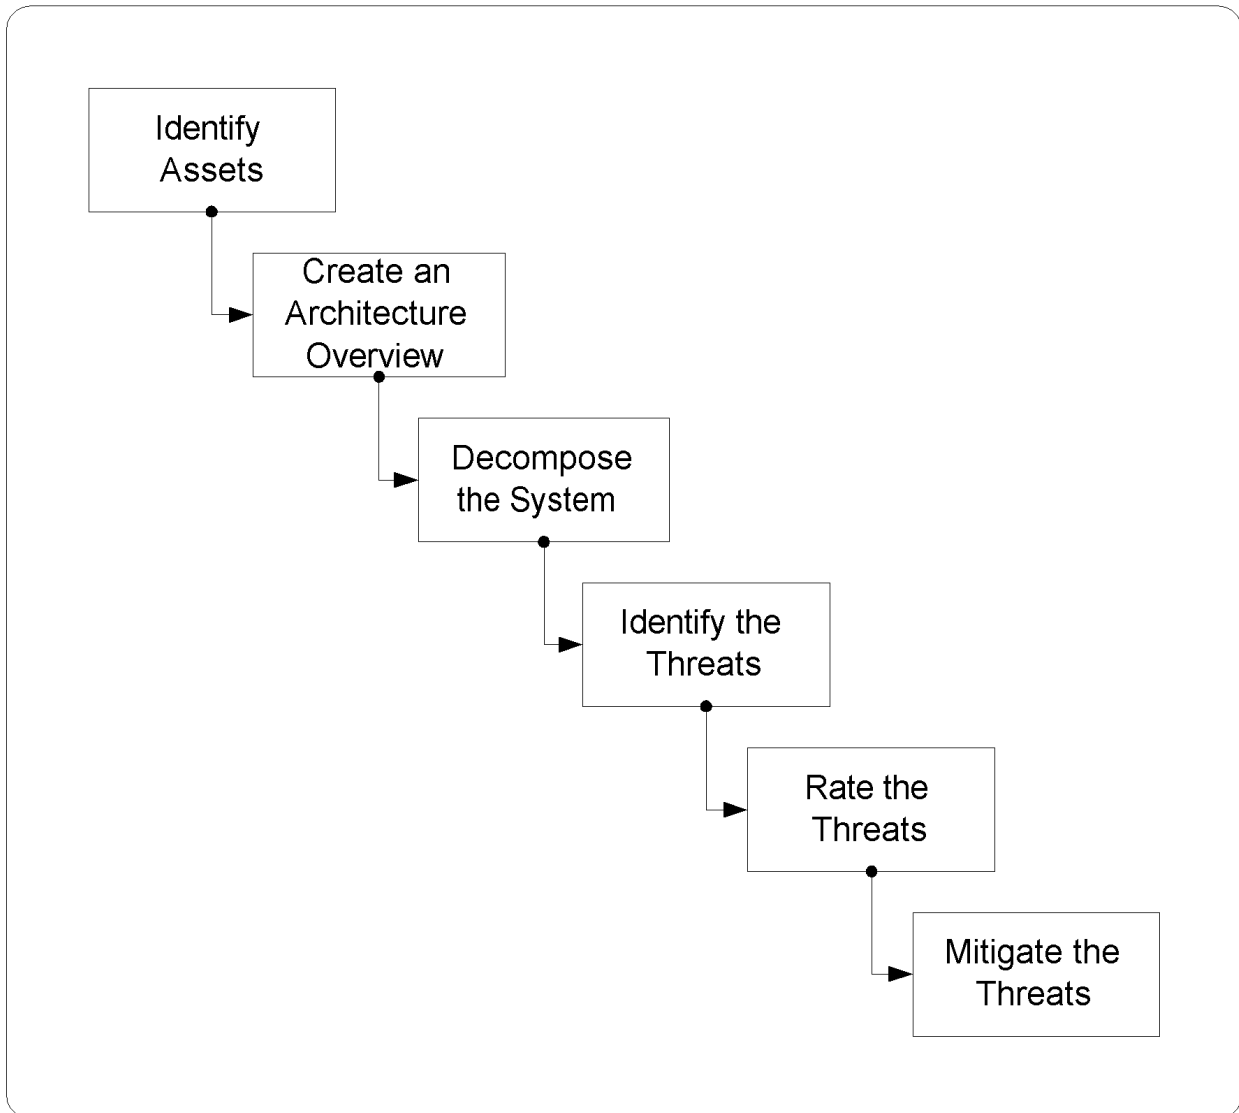 Identify
Assets
Create an
Architecture
Overview
Decompose
the System
Identify the
Threats
Rate the
Threats
Mitigate the
Threats